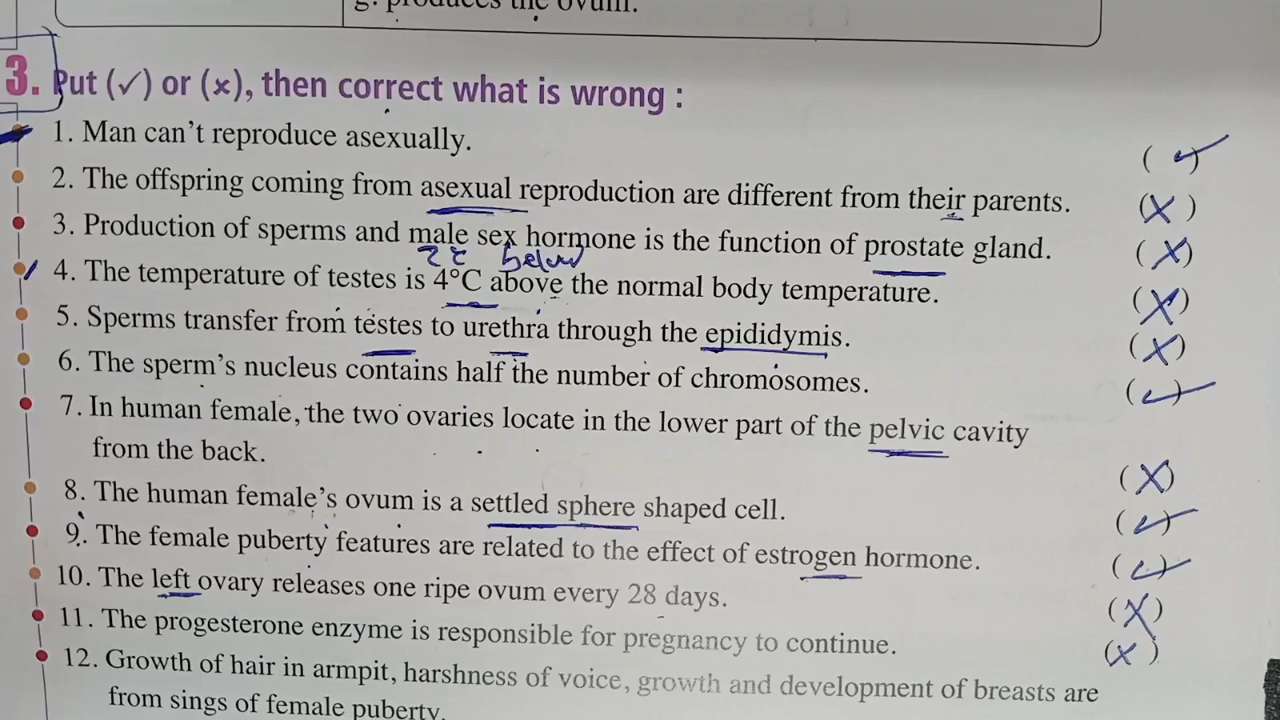 g. produces the ovum.
3. Put (✓) or (×), then correct what is wrong :
1. Man can't reproduce asexually. (✓)
2. The offspring coming from asexual reproduction are different from their parents. (X)
3. Production of sperms and male sex hormone is the function of prostate gland. (X)
2°C below
4. The temperature of testes is 4°C above the normal body temperature. (X)
5. Sperms transfer from testes to urethra through the epididymis. (X)
6. The sperm's nucleus contains half the number of chromosomes. (✓)
7. In human female, the two ovaries locate in the lower part of the pelvic cavity
from the back. (X)
8. The human female's ovum is a settled sphere shaped cell. (✓)
9. The female puberty features are related to the effect of estrogen hormone. (✓)
10. The left ovary releases one ripe ovum every 28 days. (X)
11. The progesterone enzyme is responsible for pregnancy to continue. (X)
12. Growth of hair in armpit, harshness of voice, growth and development of breasts are
from sings of female puberty.